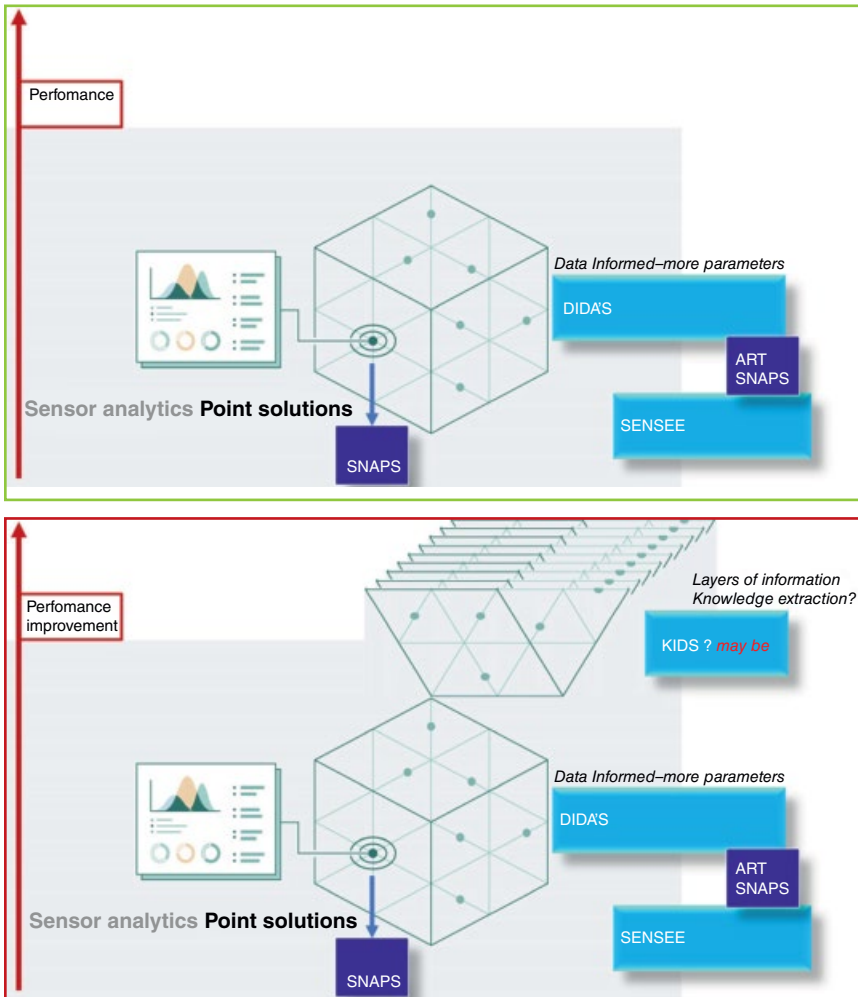 Perfomance
Data Informed–more parameters
DIDA'S
ART
SNAPS
Sensor analytics Point solutions
SENSEE
SNAPS
Perfomance
improvement
Layers of information
Knowledge extraction?
KIDS ? may be
Data Informed–more parameters
DIDA'S
ART
SNAPS
Sensor analytics Point solutions
SENSEE
SNAPS